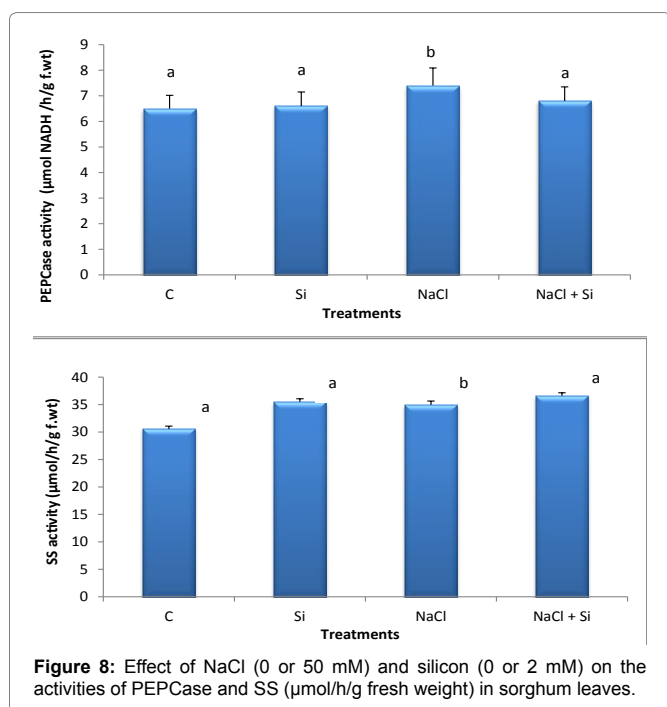 PEPCase activity (µmol NADH /h/g f.wt)
9
8
7
6
5
4
3
2
1
0
a
a
b
a
C
Si
NaCl
NaCl + Si
Treatments
SS activity (µmol/h/g f.wt)
40
35
30
25
20
15
10
5
0
a
a
b
a
C
Si
NaCl
NaCl + Si
Treatments
Figure 8: Effect of NaCl (0 or 50 mM) and silicon (0 or 2 mM) on the
activities of PEPCase and SS (µmol/h/g fresh weight) in sorghum leaves.